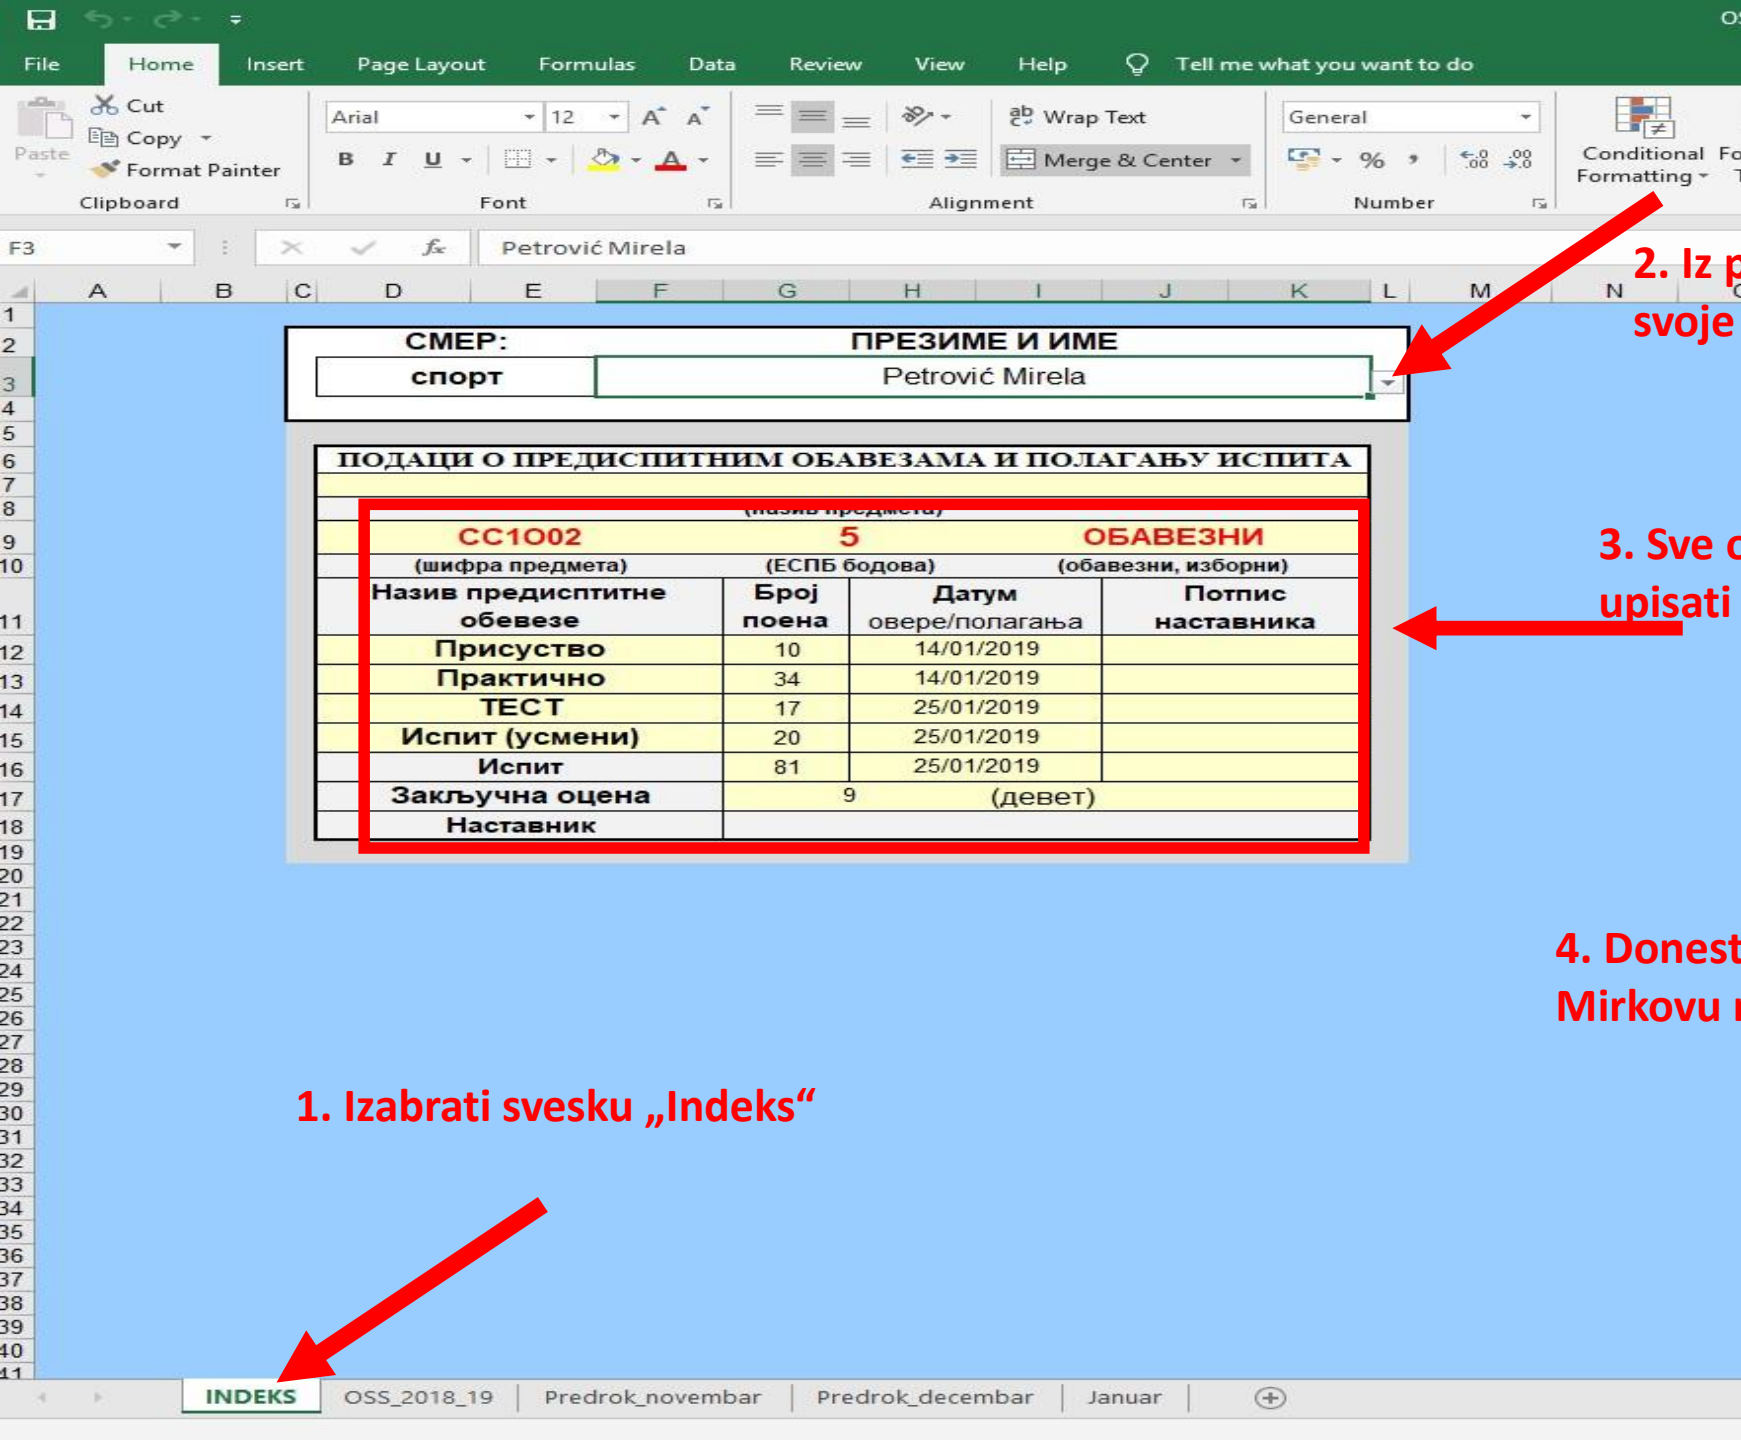 File Home Insert Page Layout Formulas Data Review View Help Tell me what you want to do
Cut
Copy
Paste
Format Painter
Clipboard
Arial 12
B I U
Font
Wrap Text
Merge & Center
Alignment
General
Number
Conditional
Formatting
F3 fx Petrović Mirela
A B C D E F G H I J K L M N
2. Iz
svoje
СМЕР: ПРЕЗИМЕ И ИМЕ
спорт Petrović Mirela
ПОДАЦИ О ПРЕДИСПИТНИМ ОБАВЕЗАМА И ПОЛАГАЊУ ИСПИТА
(назив предмета)
СС1О02 5 ОБАВЕЗНИ
(шифра предмета) (ЕСПБ бодова) (обавезни, изборни)
Назив предисптитне обевезе Број поена Датум овере/полагања Потпис наставника
Присуство 10 14/01/2019
Практично 34 14/01/2019
ТЕСТ 17 25/01/2019
Испит (усмени) 20 25/01/2019
Испит 81 25/01/2019
Закључна оцена 9 (девет)
Наставник
3. Sve
upisati
4.
Mirkovu
1. Izabrati svesku „Indeks“
INDEKS OSS_2018_19 Predrok_novembar Predrok_decembar Januar